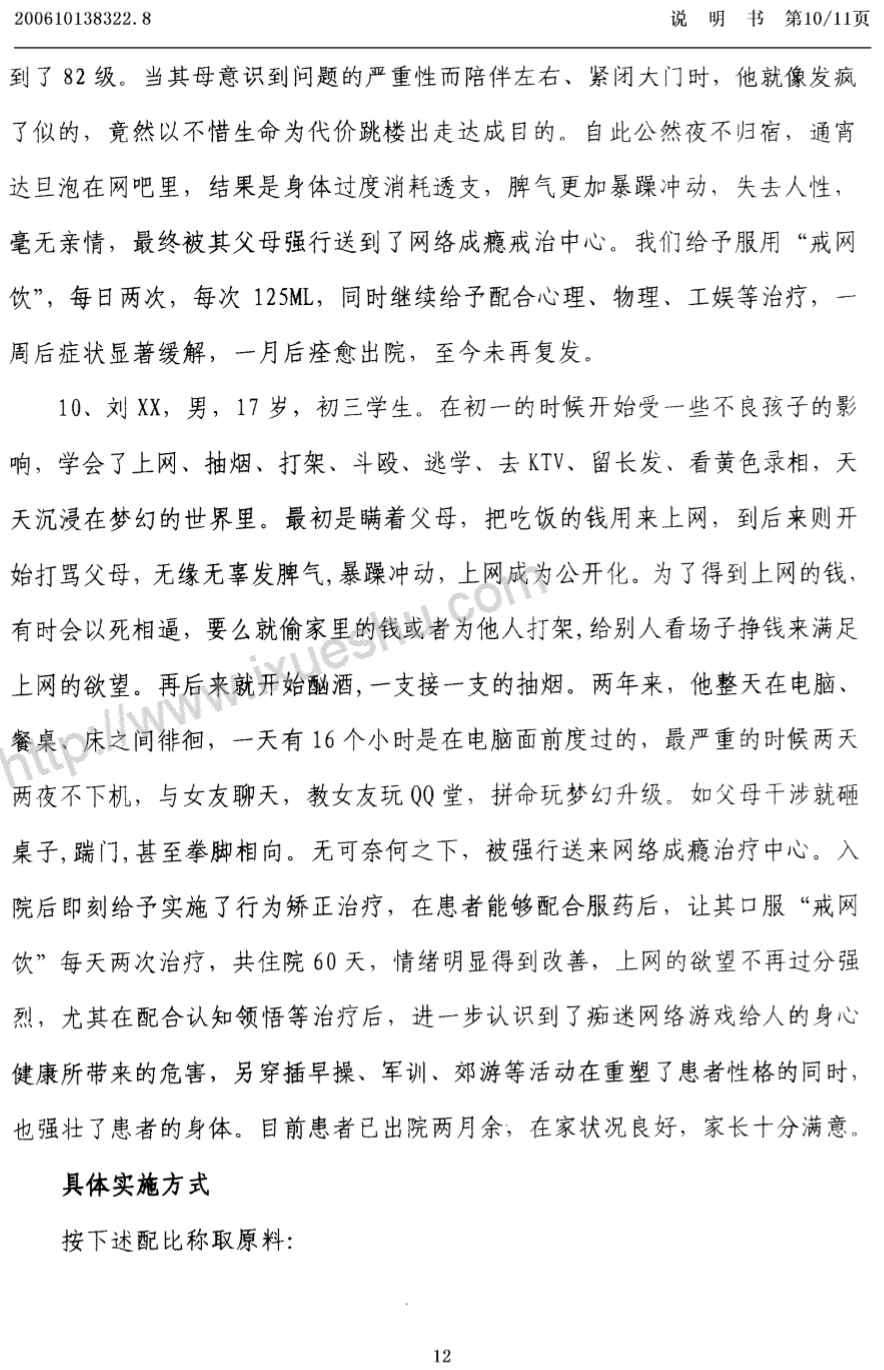 200610138322.8 说 明 书 第10/11页
到了 82 级。当其母意识到问题的严重性而陪伴左右、紧闭大门时，他就像发疯
了似的，竟然以不惜生命为代价跳楼出走达成目的。自此公然夜不归宿，通宵
达旦泡在网吧里，结果是身体过度消耗透支，脾气更加暴躁冲动，失去人性，
毫无亲情，最终被其父母强行送到了网络成瘾戒治中心。我们给予服用“戒网
饮”，每日两次，每次 125ML，同时继续给予配合心理、物理、工娱等治疗，一
周后症状显著缓解，一月后痊愈出院，至今未再复发。
10、刘 XX，男，17 岁，初三学生。在初一的时候开始受一些不良孩子的影
响，学会了上网、抽烟、打架、斗殴、逃学、去 KTV、留长发、看黄色录相，天
天沉浸在梦幻的世界里。最初是瞒着父母，把吃饭的钱用来上网，到后来则开
始打骂父母，无缘无辜发脾气,暴躁冲动，上网成为公开化。为了得到上网的钱，
有时会以死相逼，要么就偷家里的钱或者为他人打架,给别人看场子挣钱来满足
上网的欲望。再后来就开始酗酒,一支接一支的抽烟。两年来，他整天在电脑、
餐桌、床之间徘徊，一天有 16 个小时是在电脑面前度过的，最严重的时候两天
两夜不下机，与女友聊天，教女友玩 QQ 堂，拼命玩梦幻升级。如父母干涉就砸
桌子,踹门,甚至拳脚相向。无可奈何之下，被强行送来网络成瘾治疗中心。入
院后即刻给予实施了行为矫正治疗，在患者能够配合服药后，让其口服“戒网
饮”每天两次治疗，共住院 60 天，情绪明显得到改善，上网的欲望不再过分强
烈，尤其在配合认知领悟等治疗后，进一步认识到了痴迷网络游戏给人的身心
健康所带来的危害，另穿插早操、军训、郊游等活动在重塑了患者性格的同时，
也强壮了患者的身体。目前患者已出院两月余，在家状况良好，家长十分满意。
具体实施方式
按下述配比称取原料：
12
http://www.ixueshu.com